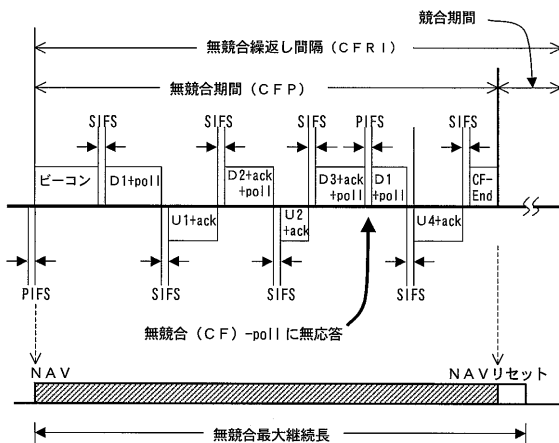 競合期間
無競合繰返し間隔(CFRI)
無競合期間(CFP)
SIFS
SIFS
SIFS
PIFS
SIFS
ビーコン
D1+poll
D2+ack
+poll
D3+ack
+poll
D1
+poll
CF-
End
U1+ack
U2
+ack
U4+ack
PIFS
SIFS
SIFS
SIFS
無競合(CF)-pollに無応答
NAV
NAVリセット
無競合最大継続長